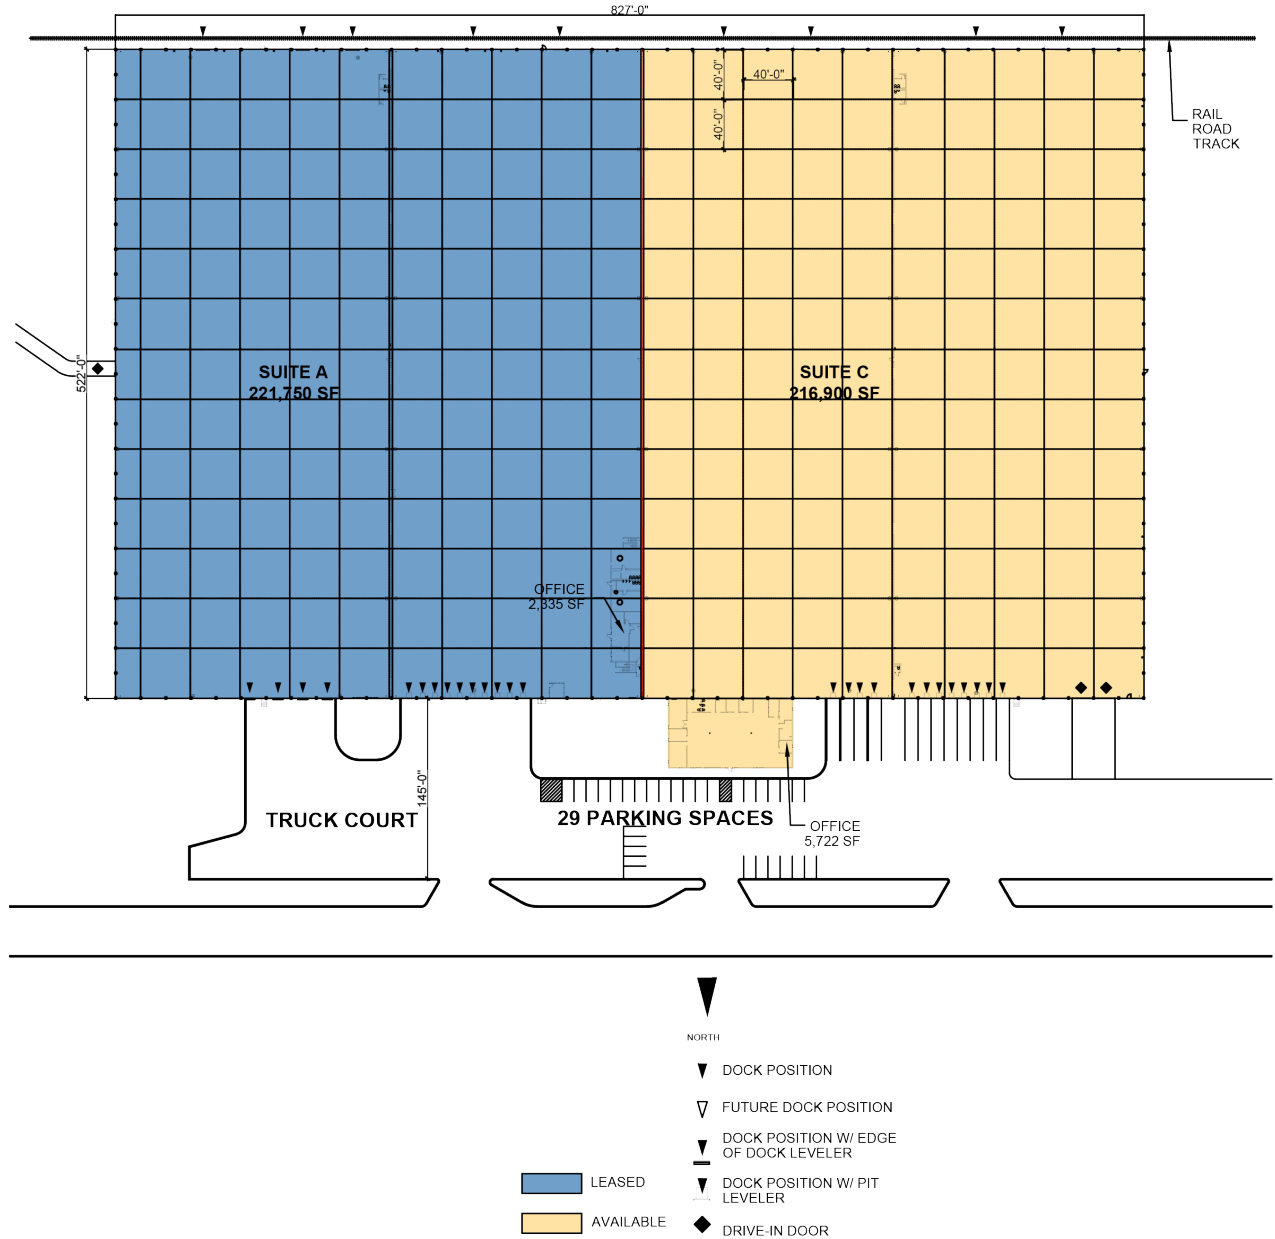 827'-0"
40'-0"
40'-0"
40'-0"
RAIL
ROAD
TRACK
522'-0"
SUITE A
221,750 SF
SUITE C
216,900 SF
OFFICE
2,335 SF
145'-0"
TRUCK COURT
29 PARKING SPACES
OFFICE
5,722 SF
NORTH
DOCK POSITION
FUTURE DOCK POSITION
DOCK POSITION W/ EDGE
OF DOCK LEVELER
DOCK POSITION W/ PIT
LEVELER
DRIVE-IN DOOR
LEASED
AVAILABLE